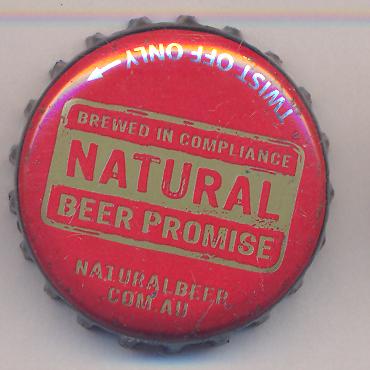 TWIST OFF ONLY
BREWED IN COMPLIANCE
NATURAL
BEER PROMISE
NATURALBEER
.COM.AU